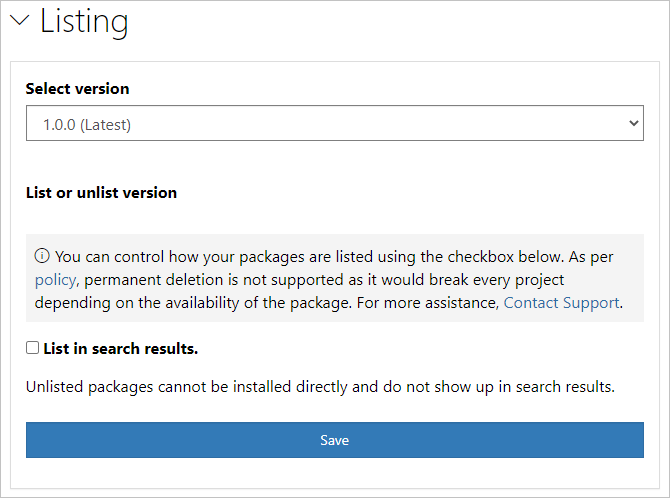 Listing
Select version
1.0.0 (Latest)
List or unlist version
You can control how your packages are listed using the checkbox below. As per
policy, permanent deletion is not supported as it would break every project
depending on the availability of the package. For more assistance, Contact Support.
List in search results.
Unlisted packages cannot be installed directly and do not show up in search results.
Save